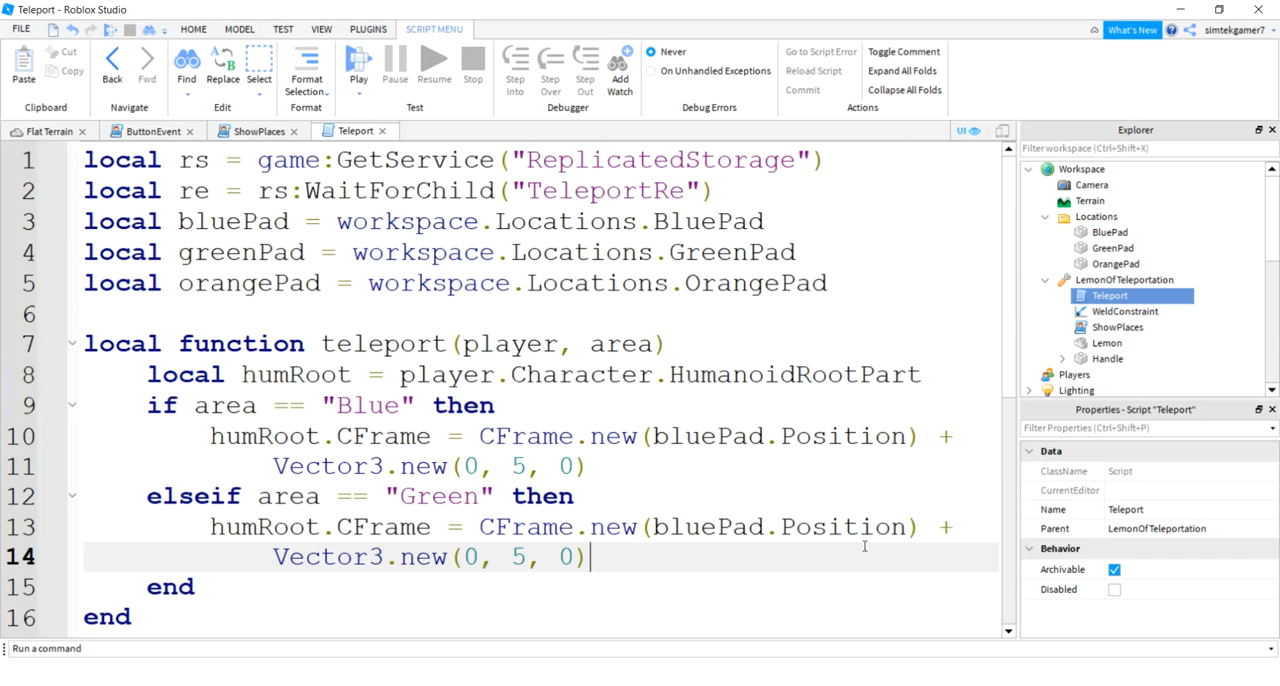 Teleport - Roblox Studio
FILE HOME MODEL TEST VIEW PLUGINS SCRIPT MENU What's New simtekgamer7
Paste Cut Copy Back Fwd Find Replace Select Format Selection Play Pause Resume Stop Step Into Step Over Step Out Add Watch Never On Unhandled Exceptions Go to Script Error Reload Script Commit Toggle Comment Expand All Folds Collapse All Folds
Clipboard Navigate Edit Format Test Debugger Debug Errors Actions
Flat Terrain ButtonEvent ShowPlaces Teleport UI
1 local rs = game:GetService("ReplicatedStorage")
2 local re = rs:WaitForChild("TeleportRe")
3 local bluePad = workspace.Locations.BluePad
4 local greenPad = workspace.Locations.GreenPad
5 local orangePad = workspace.Locations.OrangePad
6
7 local function teleport(player, area)
8 local humRoot = player.Character.HumanoidRootPart
9 if area == "Blue" then
10 humRoot.CFrame = CFrame.new(bluePad.Position) +
11 Vector3.new(0, 5, 0)
12 elseif area == "Green" then
13 humRoot.CFrame = CFrame.new(bluePad.Position) +
14 Vector3.new(0, 5, 0)
15 end
16 end
Explorer
Filter workspace (Ctrl+Shift+X)
Workspace
Camera
Terrain
Locations
BluePad
GreenPad
OrangePad
LemonOfTeleportation
Teleport
WeldConstraint
ShowPlaces
Lemon
Handle
Players
Lighting
Properties - Script "Teleport"
Filter Properties (Ctrl+Shift+P)
Data
ClassName Script
CurrentEditor
Name Teleport
Parent LemonOfTeleportation
Behavior
Archivable
Disabled
Run a command